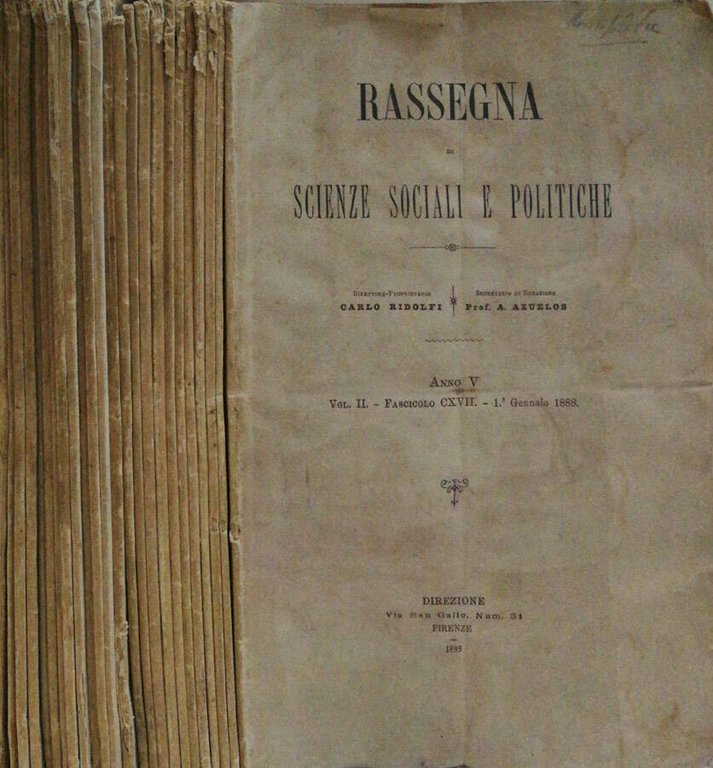 RASSEGNA
DI
SCIENZE SOCIALI E POLITICHE
DIRETTORE-PROPRIETARIO
CARLO RIDOLFI
SEGRETARIO DI REDAZIONE
Prof. A. AZUELOS
ANNO V
VOL. II. - FASCICOLO CXVII. - 1.° Gennaio 1888.
DIREZIONE
Via San Gallo, Num. 31
FIRENZE
1888